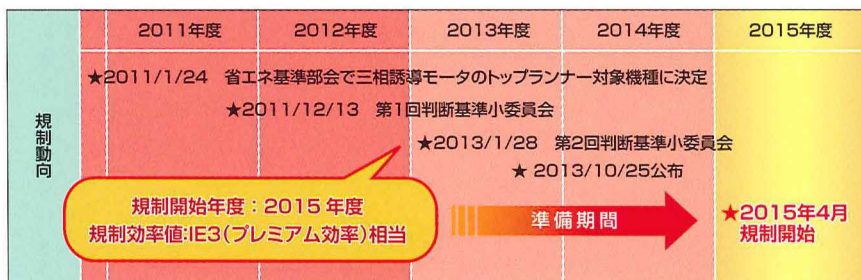 2011年度
2012年度
2013年度
2014年度
2015年度
規制動向
★2011/1/24 省エネ基準部会で三相誘導モータのトップランナー対象機種に決定
★2011/12/13 第1回判断基準小委員会
★2013/1/28 第2回判断基準小委員会
★ 2013/10/25公布
規制開始年度：2015年度
規制効率値:IE3(プレミアム効率)相当
準備期間
★2015年4月
規制開始